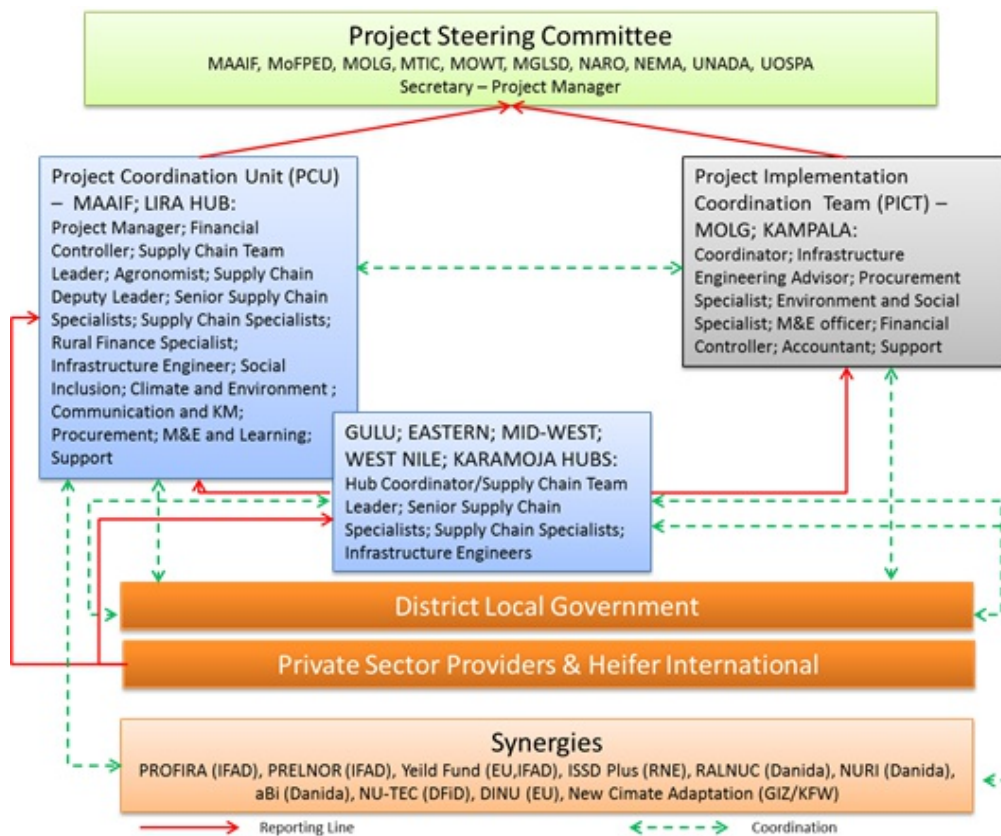 Project Steering Committee
MAAIF, MoFPED, MOLG, MTIC, MOWT, MGLSD, NARO, NEMA, UNADA, UOSPA
Secretary – Project Manager
Project Coordination Unit (PCU)
– MAAIF; LIRA HUB:
Project Manager; Financial
Controller; Supply Chain Team
Leader; Agronomist; Supply Chain
Deputy Leader; Senior Supply Chain
Specialists; Supply Chain Specialists;
Rural Finance Specialist;
Infrastructure Engineer; Social
Inclusion; Climate and Environment ;
Communication and KM;
Procurement; M&E and Learning;
Support
Project Implementation
Coordination Team (PICT) –
MOLG; KAMPALA:
Coordinator; Infrastructure
Engineering Advisor; Procurement
Specialist; Environment and Social
Specialist; M&E officer; Financial
Controller; Accountant; Support
GULU; EASTERN; MID-WEST;
WEST NILE; KARAMOJA HUBS:
Hub Coordinator/Supply Chain Team
Leader; Senior Supply Chain
Specialists; Supply Chain Specialists;
Infrastructure Engineers
District Local Government
Private Sector Providers & Heifer International
Synergies
PROFIRA (IFAD), PRELNOR (IFAD), Yeild Fund (EU,IFAD), ISSD Plus (RNE), RALNUC (Danida), NURI (Danida),
aBi (Danida), NU-TEC (DFiD), DINU (EU), New Cimate Adaptation (GIZ/KFW)
Reporting Line
Coordination